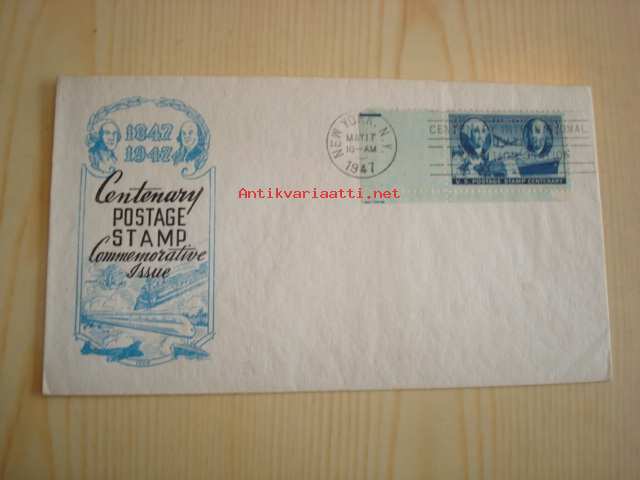 1847
1947
Centenary
POSTAGE
STAMP
Commemorative
Issue
NEW YORK, N.Y.
MAY 17
10-AM
1947
U.S. POSTAGE STAMP CENTENARY
Antikvariaatti.net